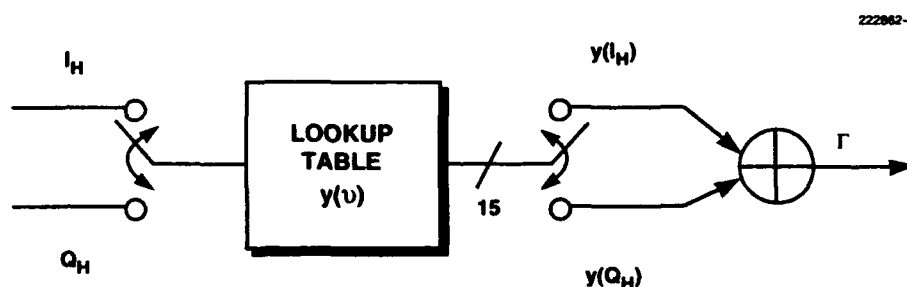 222862-
I_H
y(I_H)
LOOKUP
TABLE
y(υ)
15
Γ
Q_H
y(Q_H)